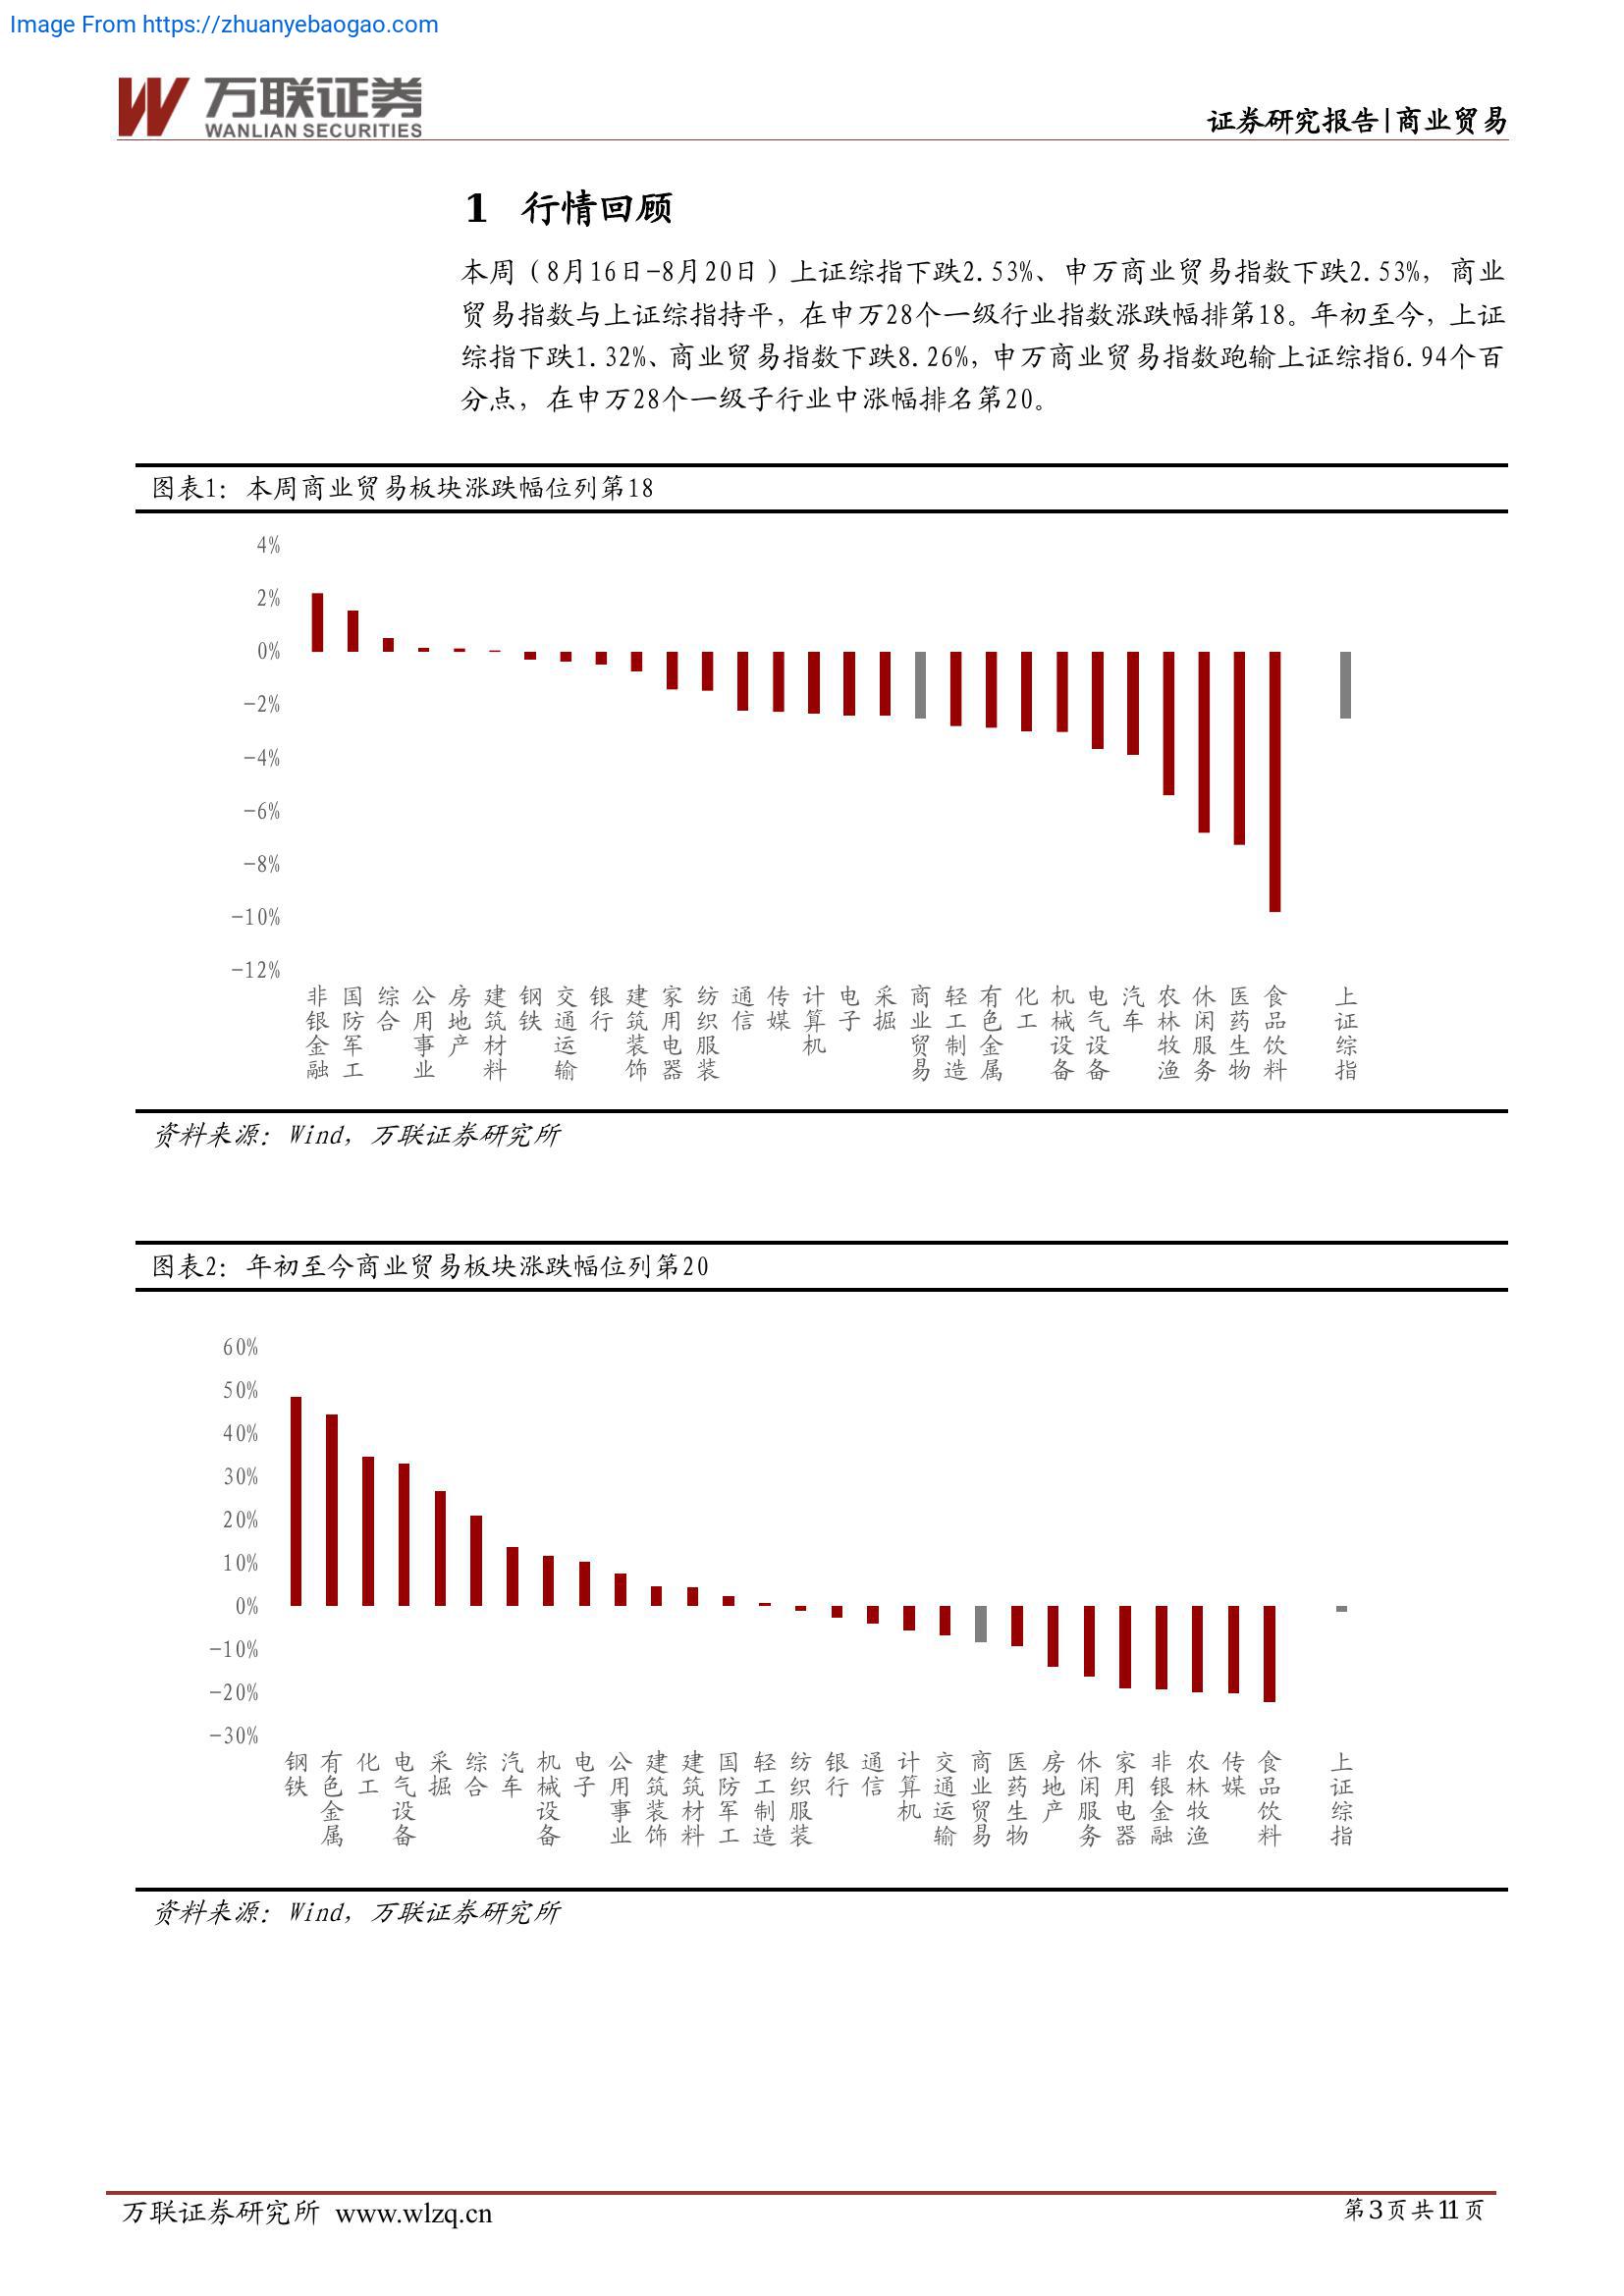 Image From https://zhuanyebaogao.com
万联证券
WANLIAN SECURITIES
证券研究报告|商业贸易
1 行情回顾
本周（8月16日-8月20日）上证综指下跌2.53%、申万商业贸易指数下跌2.53%，商业
贸易指数与上证综指持平，在申万28个一级行业指数涨跌幅排第18。年初至今，上证
综指下跌1.32%、商业贸易指数下跌8.26%，申万商业贸易指数跑输上证综指6.94个百
分点，在申万28个一级子行业中涨幅排名第20。
图表1：本周商业贸易板块涨跌幅位列第18
4%
2%
0%
-2%
-4%
-6%
-8%
-10%
-12%
非银金融
国防军工
综合
公用事业
房地产
建筑材料
钢铁
交通运输
银行
建筑装饰
家用电器
纺织服装
通信
传媒
计算机
电子
采掘
商业贸易
轻工制造
有色金属
化工
机械设备
电气设备
汽车
农林牧渔
休闲服务
医药生物
食品饮料
上证综指
资料来源：Wind，万联证券研究所
图表2：年初至今商业贸易板块涨跌幅位列第20
60%
50%
40%
30%
20%
10%
0%
-10%
-20%
-30%
钢铁
有色金属
化工
电气设备
采掘
综合
汽车
机械设备
电子
公用事业
建筑装饰
建筑材料
国防军工
轻工制造
纺织服装
银行
通信
计算机
交通运输
商业贸易
医药生物
房地产
休闲服务
家用电器
非银金融
农林牧渔
传媒
食品饮料
上证综指
资料来源：Wind，万联证券研究所
万联证券研究所 www.wlzq.cn
第3页共11页